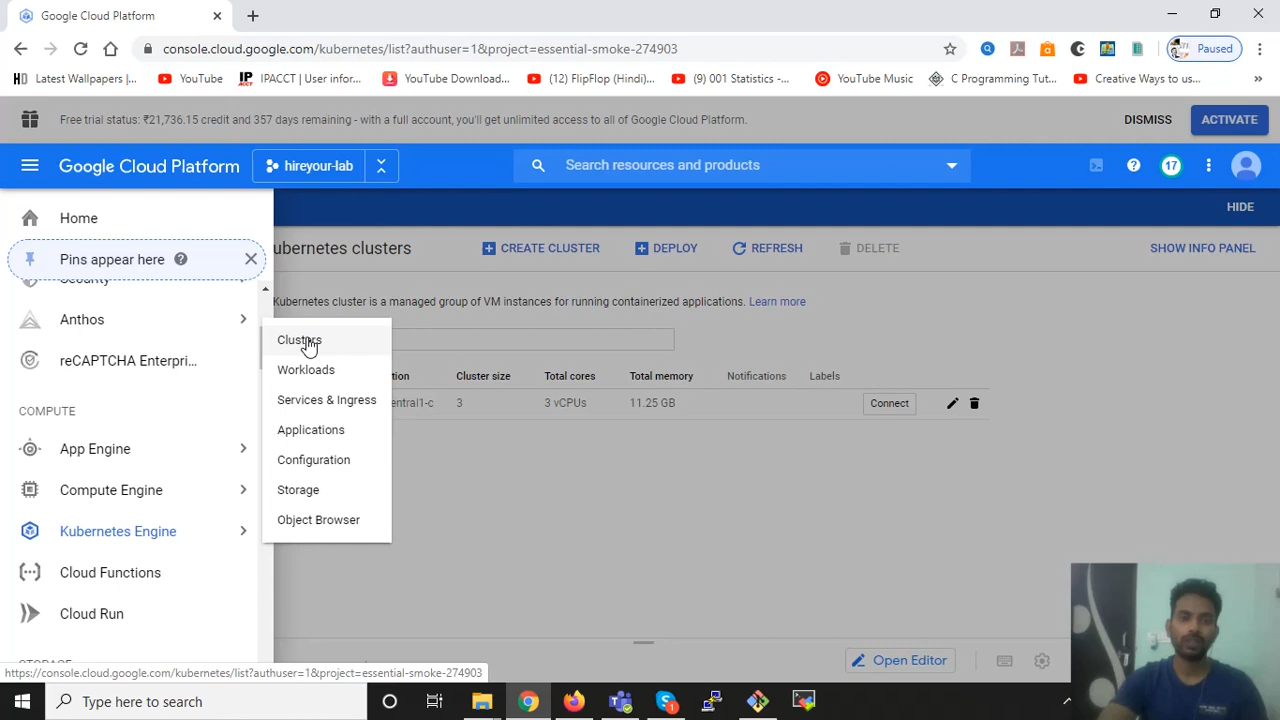 Google Cloud Platform
console.cloud.google.com/kubernetes/list?authuser=1&project=essential-smoke-274903
Paused
Latest Wallpapers |...
YouTube
IPACCT | User infor...
YouTube Download...
(12) FlipFlop (Hindi)...
(9) 001 Statistics -...
YouTube Music
C Programming Tut...
Creative Ways to us...
»
Free trial status: ₹21,736.15 credit and 357 days remaining - with a full account, you'll get unlimited access to all of Google Cloud Platform.
DISMISS
ACTIVATE
Google Cloud Platform
hireyour-lab
Search resources and products
17
HIDE
Home
Pins appear here
Security
Anthos
reCAPTCHA Enterpri...
COMPUTE
App Engine
Compute Engine
Kubernetes Engine
Cloud Functions
Cloud Run
Clusters
Workloads
Services & Ingress
Applications
Configuration
Storage
Object Browser
ubernetes clusters
CREATE CLUSTER
DEPLOY
REFRESH
DELETE
SHOW INFO PANEL
Kubernetes cluster is a managed group of VM instances for running containerized applications. Learn more
tion
Cluster size
Total cores
Total memory
Notifications
Labels
entral1-c
3
3 vCPUs
11.25 GB
Connect
Open Editor
https://console.cloud.google.com/kubernetes/list?authuser=1&project=essential-smoke-274903
Type here to search